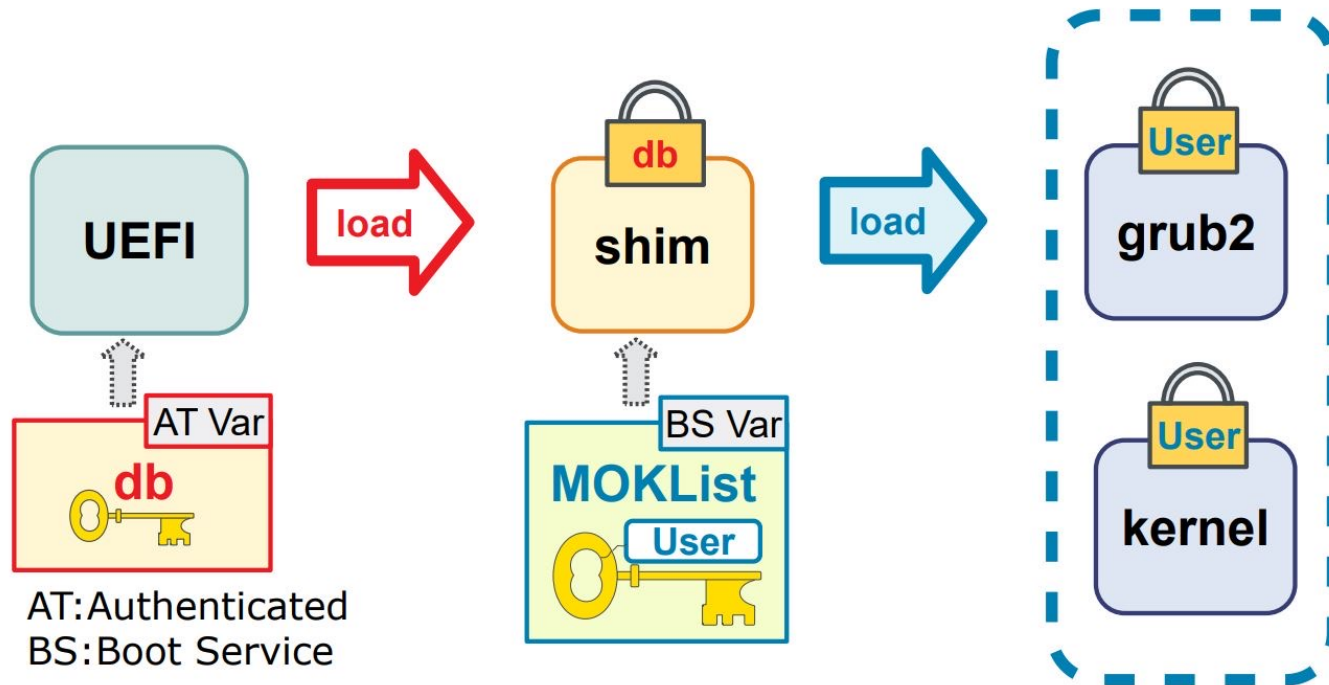 UEFI
load
db
shim
load
User
grub2
AT Var
db
BS Var
MOKList
User
User
kernel
AT:Authenticated
BS:Boot Service